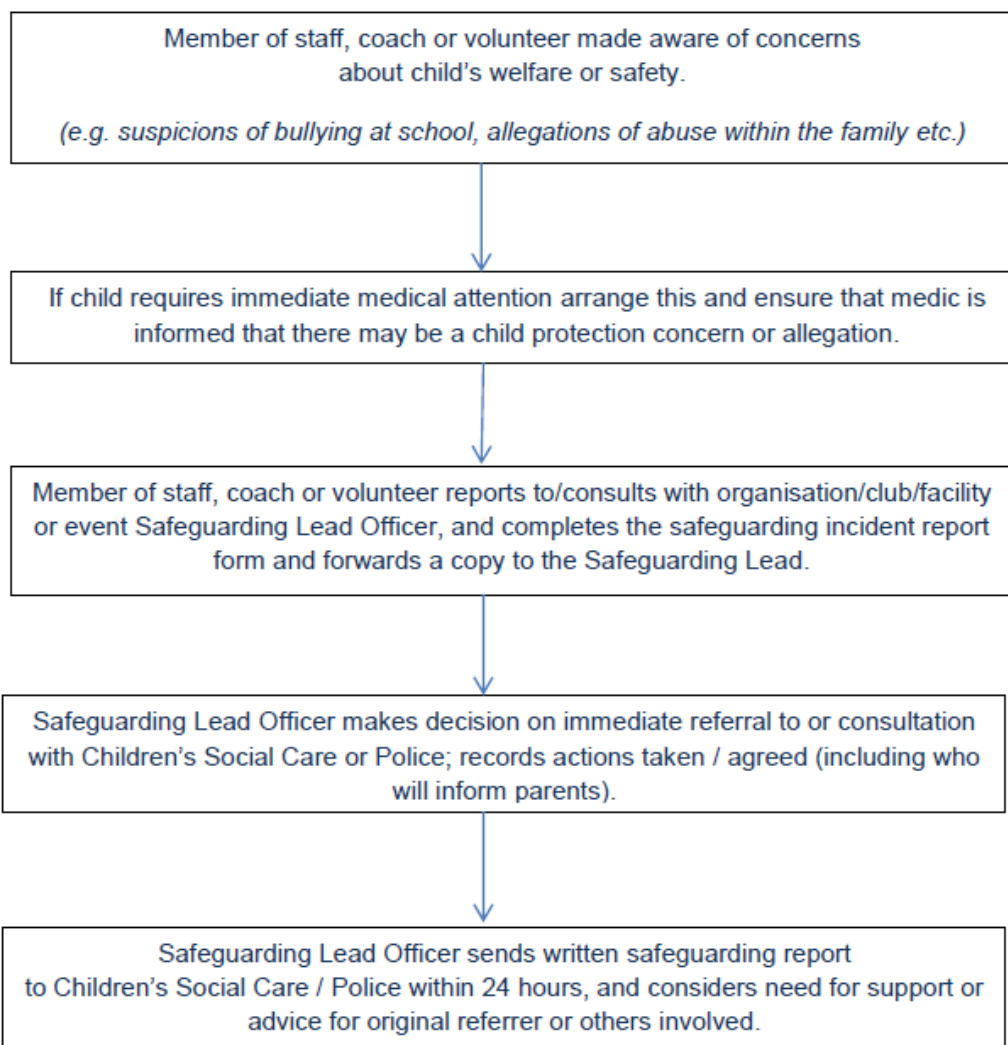 Member of staff, coach or volunteer made aware of concerns
about child's welfare or safety.
(e.g. suspicions of bullying at school, allegations of abuse within the family etc.)
If child requires immediate medical attention arrange this and ensure that medic is
informed that there may be a child protection concern or allegation.
Member of staff, coach or volunteer reports to/consults with organisation/club/facility
or event Safeguarding Lead Officer, and completes the safeguarding incident report
form and forwards a copy to the Safeguarding Lead.
Safeguarding Lead Officer makes decision on immediate referral to or consultation
with Children's Social Care or Police; records actions taken / agreed (including who
will inform parents).
Safeguarding Lead Officer sends written safeguarding report
to Children's Social Care / Police within 24 hours, and considers need for support or
advice for original referrer or others involved.